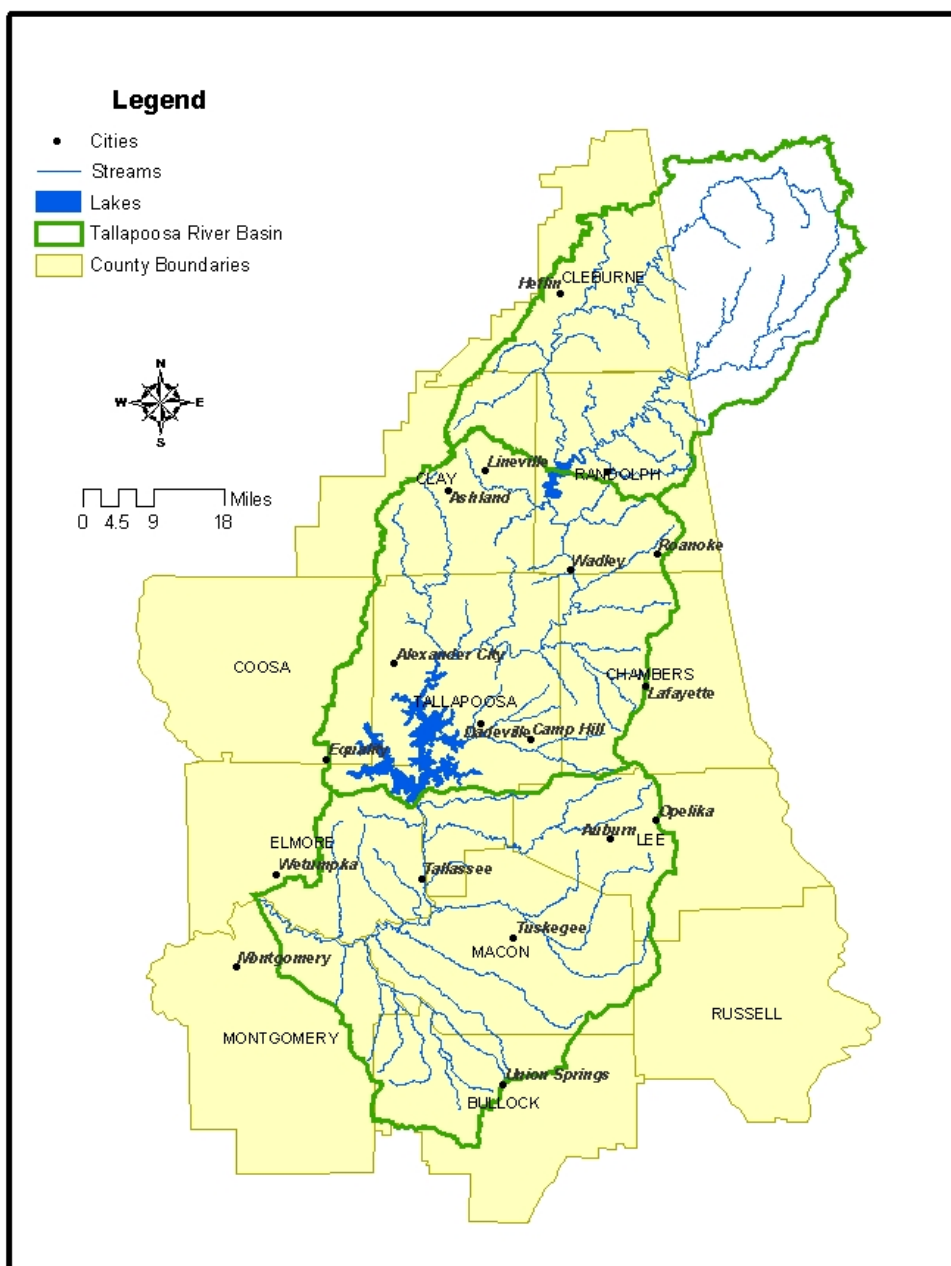 Legend
Cities
Streams
Lakes
Tallapoosa River Basin
County Boundaries
N
W E
S
Miles
0 4.5 9 18
Heflin
CLEBURNE
Lineville
RANDOLPH
CLAY
Ashland
Roanoke
Wadley
Alexander City
COOSA
CHAMBERS
Lafayette
TALLAPOOSA
Dadeville
Camp Hill
Equality
Opelika
Auburn
LEE
ELMORE
Wetumpka
Tallassee
Tuskegee
MACON
Montgomery
RUSSELL
MONTGOMERY
Union Springs
BULLOCK